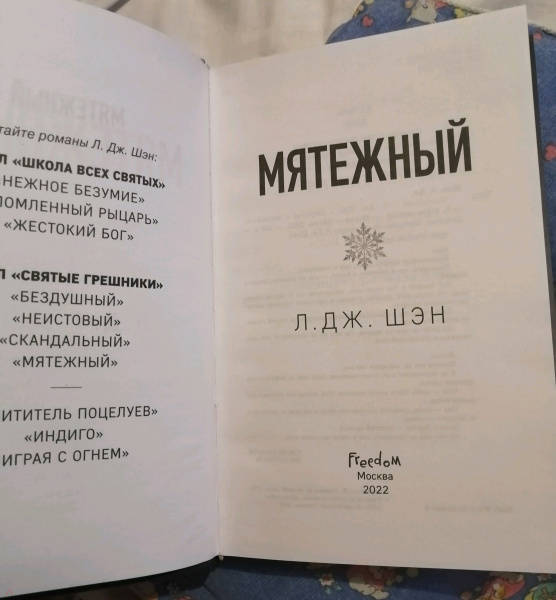 тайте романы Л. Дж. Шэн:
Л «ШКОЛА ВСЕХ СВЯТЫХ»
«НЕЖНОЕ БЕЗУМИЕ»
ЛОМЛЕННЫЙ РЫЦАРЬ»
«ЖЕСТОКИЙ БОГ»
Л «СВЯТЫЕ ГРЕШНИКИ»
«БЕЗДУШНЫЙ»
«НЕИСТОВЫЙ»
«СКАНДАЛЬНЫЙ»
«МЯТЕЖНЫЙ»
ИТИТЕЛЬ ПОЦЕЛУЕВ»
«ИНДИГО»
ИГРАЯ С ОГНЕМ»
МЯТЕЖНЫЙ
Л. ДЖ. ШЭН
Freedom
Москва
2022